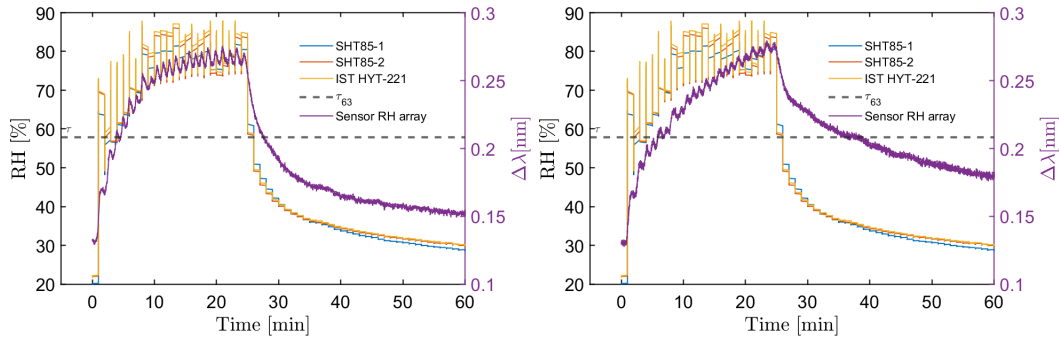 90
80
70
60
50
40
30
20
RH [%]
τ
0
10
20
30
40
50
60
Time [min]
0.3
0.25
0.2
0.15
0.1
Δλ[nm]
SHT85-1
SHT85-2
IST HYT-221
τ63
Sensor RH array
90
80
70
60
50
40
30
20
RH [%]
τ
0
10
20
30
40
50
60
Time [min]
0.3
0.25
0.2
0.15
0.1
Δλ[nm]
SHT85-1
SHT85-2
IST HYT-221
τ63
Sensor RH array